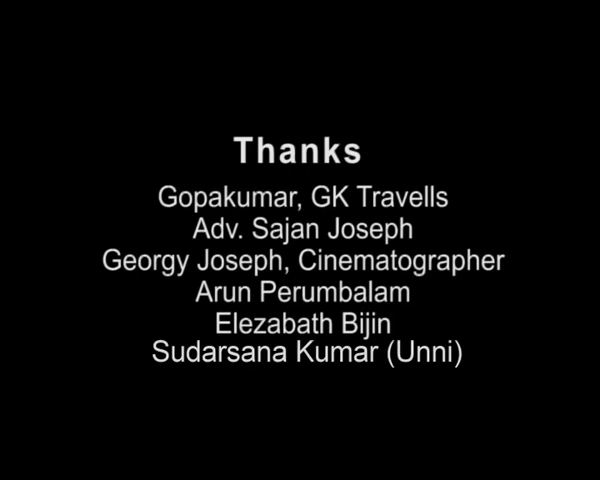 Thanks
Gopakumar, GK Travells
Adv. Sajan Joseph
Georgy Joseph, Cinematographer
Arun Perumbalam
Elezabath Bijin
Sudarsana Kumar (Unni)